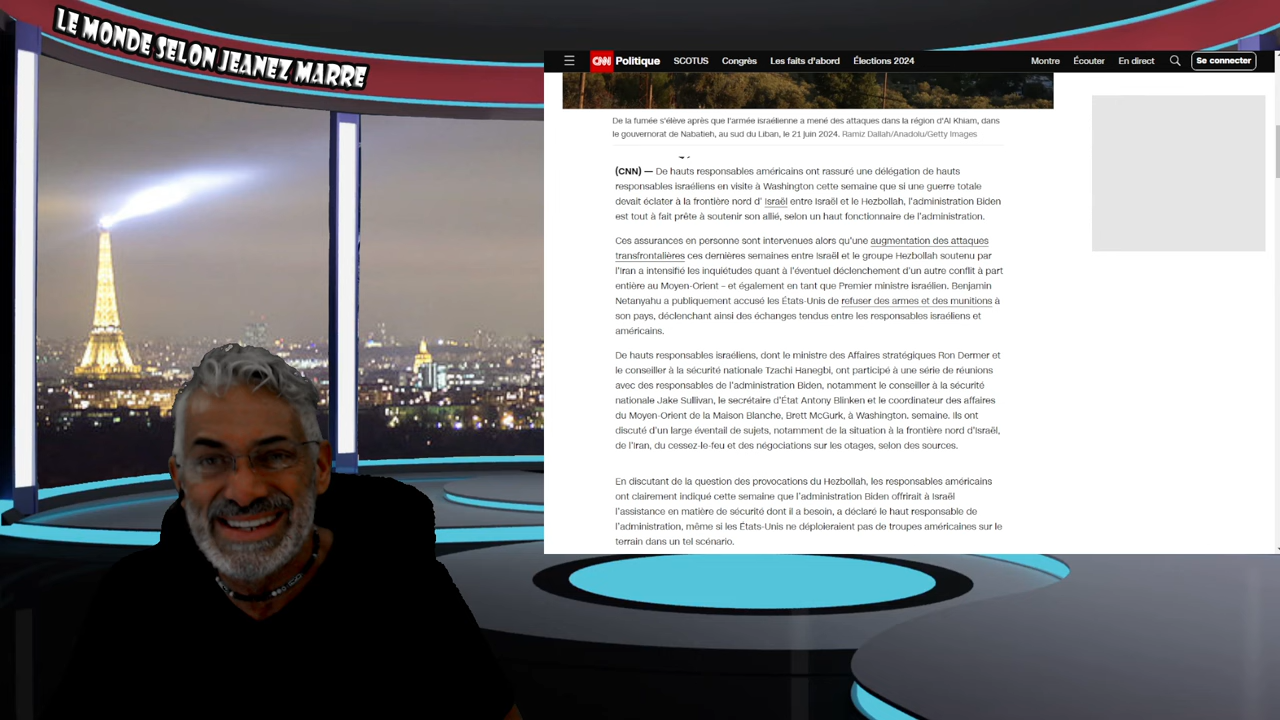 LE MONDE SELON JEANEZ MARRE
CNN Politique SCOTUS Congrès Les faits d'abord Élections 2024 Montre Écouter En direct Se connecter
De la fumée s'élève après que l'armée israélienne a mené des attaques dans la région d'Al Khiam, dans
le gouvernorat de Nabatieh, au sud du Liban, le 21 juin 2024. Ramiz Dallah/Anadolu/Getty Images
(CNN) — De hauts responsables américains ont rassuré une délégation de hauts
responsables israéliens en visite à Washington cette semaine que si une guerre totale
devait éclater à la frontière nord d' Israël entre Israël et le Hezbollah, l'administration Biden
est tout à fait prête à soutenir son allié, selon un haut fonctionnaire de l'administration.
Ces assurances en personne sont intervenues alors qu'une augmentation des attaques
transfrontalières ces dernières semaines entre Israël et le groupe Hezbollah soutenu par
l'Iran a intensifié les inquiétudes quant à l'éventuel déclenchement d'un autre conflit à part
entière au Moyen-Orient – et également en tant que Premier ministre israélien. Benjamin
Netanyahu a publiquement accusé les États-Unis de refuser des armes et des munitions à
son pays, déclenchant ainsi des échanges tendus entre les responsables israéliens et
américains.
De hauts responsables israéliens, dont le ministre des Affaires stratégiques Ron Dermer et
le conseiller à la sécurité nationale Tzachi Hanegbi, ont participé à une série de réunions
avec des responsables de l'administration Biden, notamment le conseiller à la sécurité
nationale Jake Sullivan, le secrétaire d'État Antony Blinken et le coordinateur des affaires
du Moyen-Orient de la Maison Blanche, Brett McGurk, à Washington. semaine. Ils ont
discuté d'un large éventail de sujets, notamment de la situation à la frontière nord d'Israël,
de l'Iran, du cessez-le-feu et des négociations sur les otages, selon des sources.
En discutant de la question des provocations du Hezbollah, les responsables américains
ont clairement indiqué cette semaine que l'administration Biden offrirait à Israël
l'assistance en matière de sécurité dont il a besoin, a déclaré le haut responsable de
l'administration, même si les États-Unis ne déploieraient pas de troupes américaines sur le
terrain dans un tel scénario.